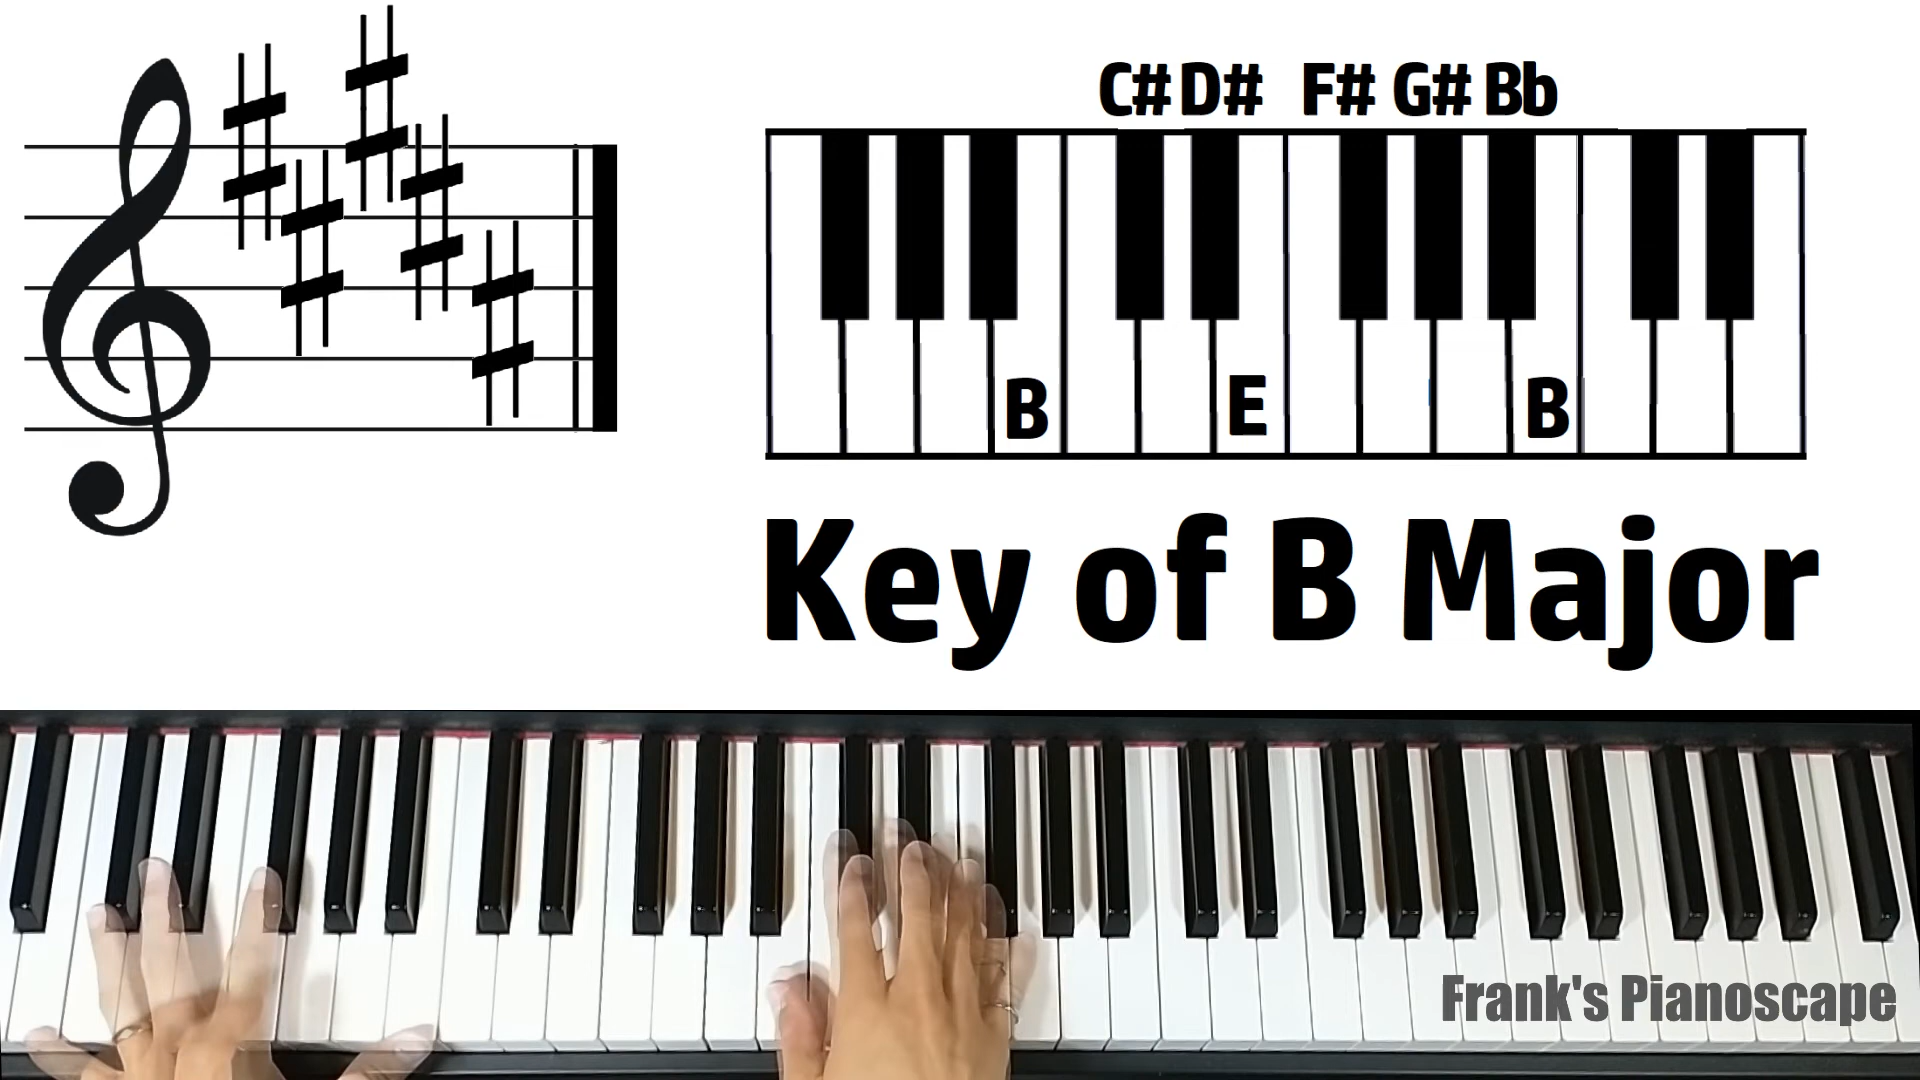 C# D# F# G# Bb
B E B
Key of B Major
Frank's Pianoscape